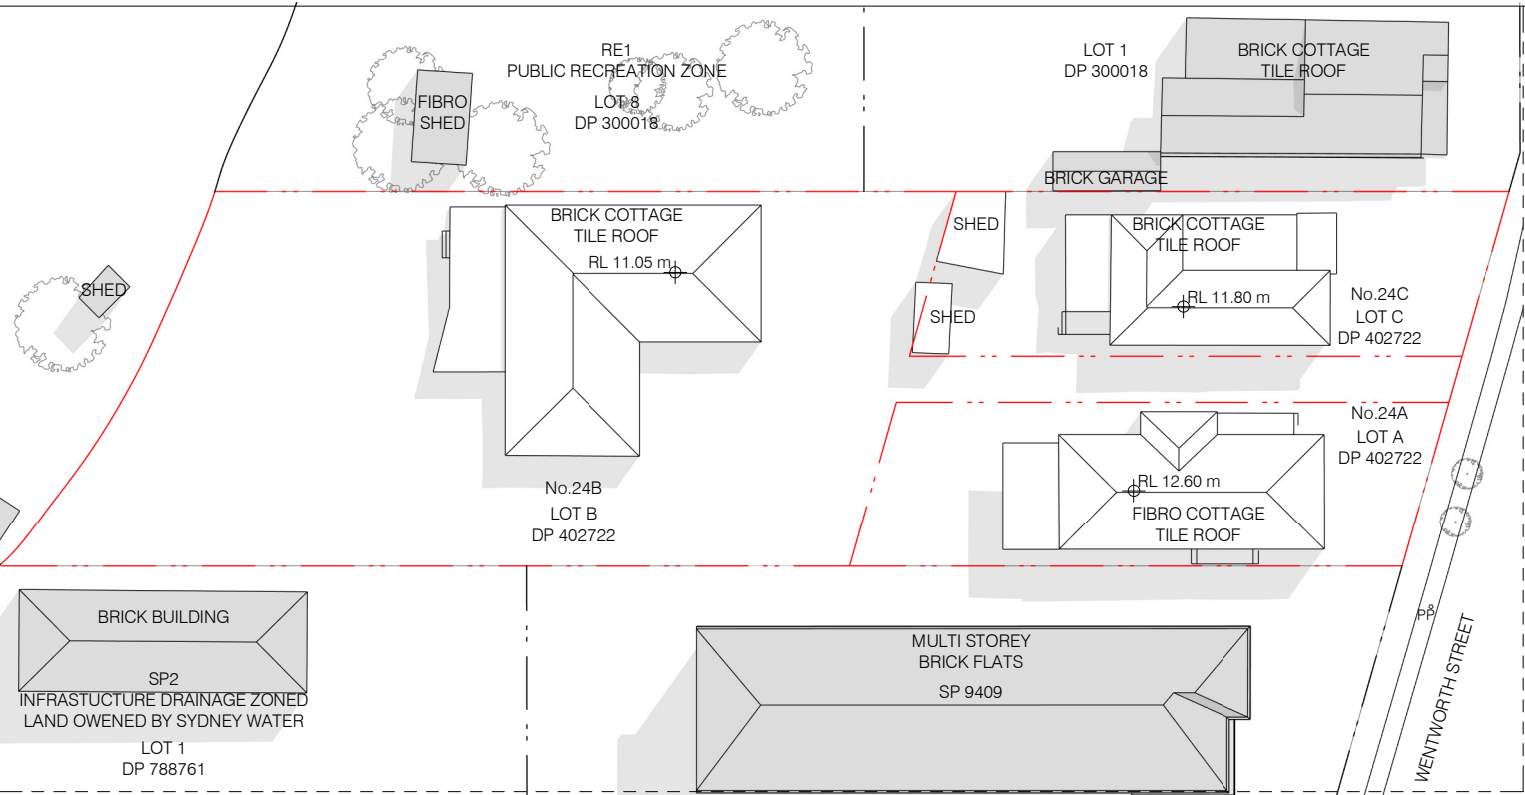 RE1
PUBLIC RECREATION ZONE
LOT 8
DP 300018
FIBRO
SHED
LOT 1
DP 300018
BRICK COTTAGE
TILE ROOF
BRICK GARAGE
BRICK COTTAGE
TILE ROOF
RL 11.05 m
SHED
SHED
BRICK COTTAGE
TILE ROOF
RL 11.80 m
No.24C
LOT C
DP 402722
SHED
No.24A
LOT A
DP 402722
RL 12.60 m
FIBRO COTTAGE
TILE ROOF
No.24B
LOT B
DP 402722
BRICK BUILDING
SP2
INFRASTUCTURE DRAINAGE ZONED
LAND OWENED BY SYDNEY WATER
LOT 1
DP 788761
MULTI STOREY
BRICK FLATS
SP 9409
PP
WENTWORTH STREET